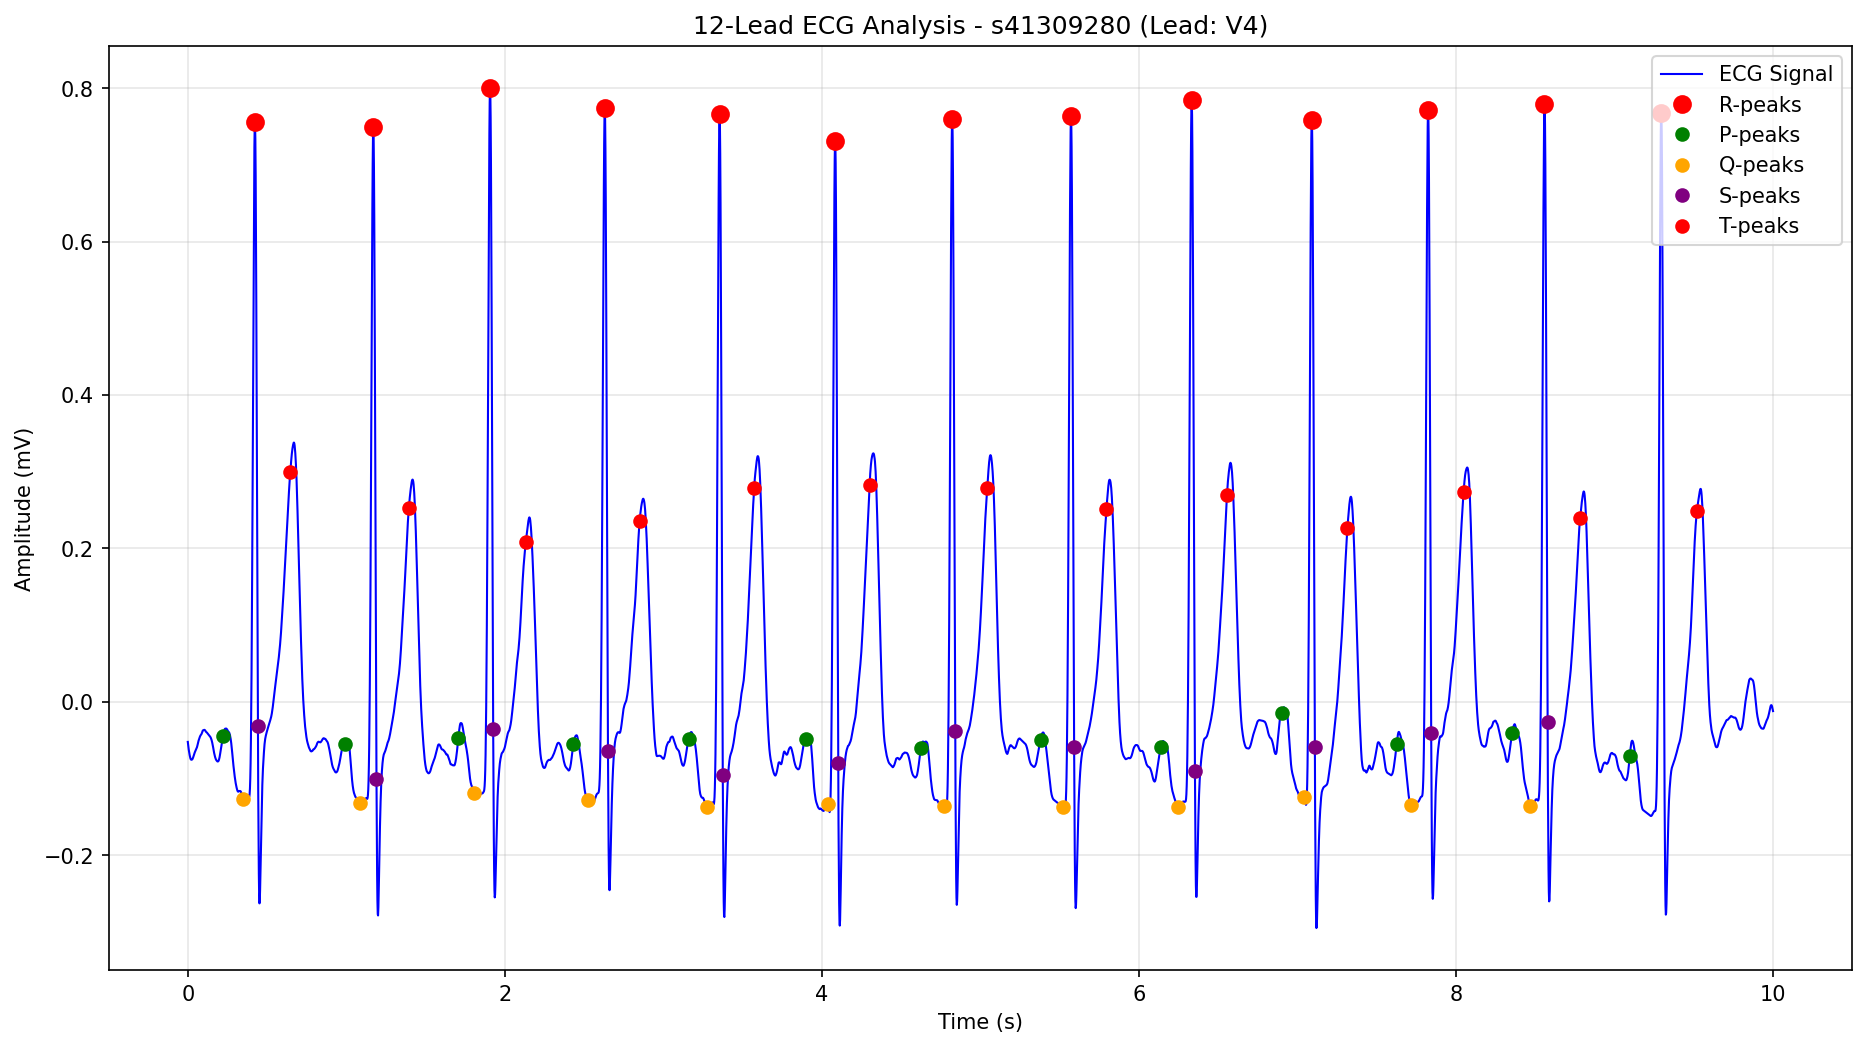 12-Lead ECG Analysis - s41309280 (Lead: V4)
ECG Signal
R-peaks
P-peaks
Q-peaks
S-peaks
T-peaks
Amplitude (mV)
0.8
0.6
0.4
0.2
0.0
−0.2
0 2 4 6 8 10
Time (s)